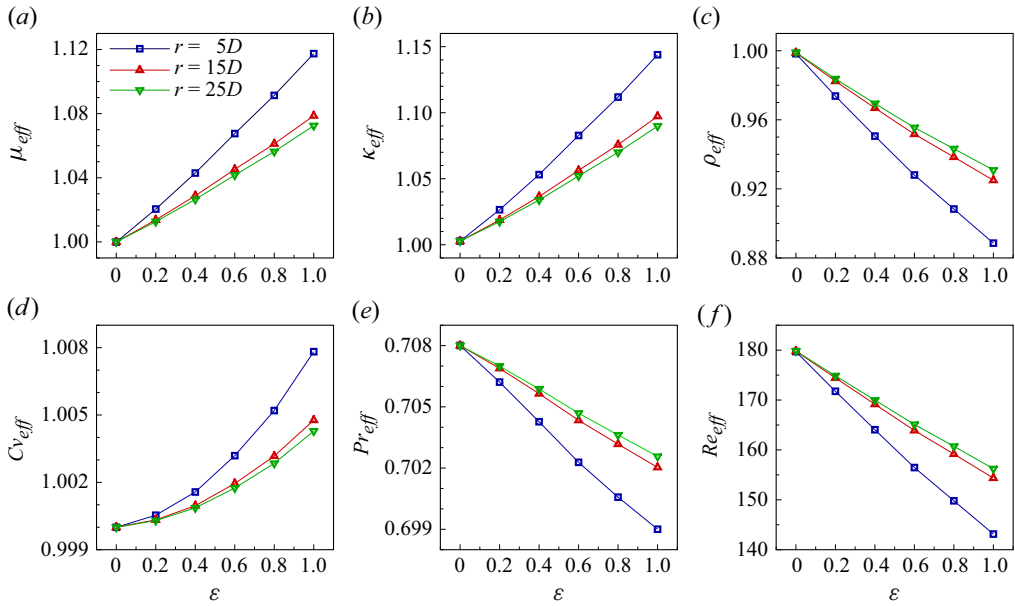 (a)
μeff
1.12
1.08
1.04
1.00
r = 5D
r = 15D
r = 25D
0 0.2 0.4 0.6 0.8 1.0
(b)
κeff
1.15
1.10
1.05
1.00
0 0.2 0.4 0.6 0.8 1.0
(c)
ρeff
1.00
0.96
0.92
0.88
0 0.2 0.4 0.6 0.8 1.0
(d)
Cveff
1.008
1.005
1.002
0.999
0 0.2 0.4 0.6 0.8 1.0
ε
(e)
Preff
0.708
0.705
0.702
0.699
0 0.2 0.4 0.6 0.8 1.0
ε
(f)
Reeff
180
170
160
150
140
0 0.2 0.4 0.6 0.8 1.0
ε